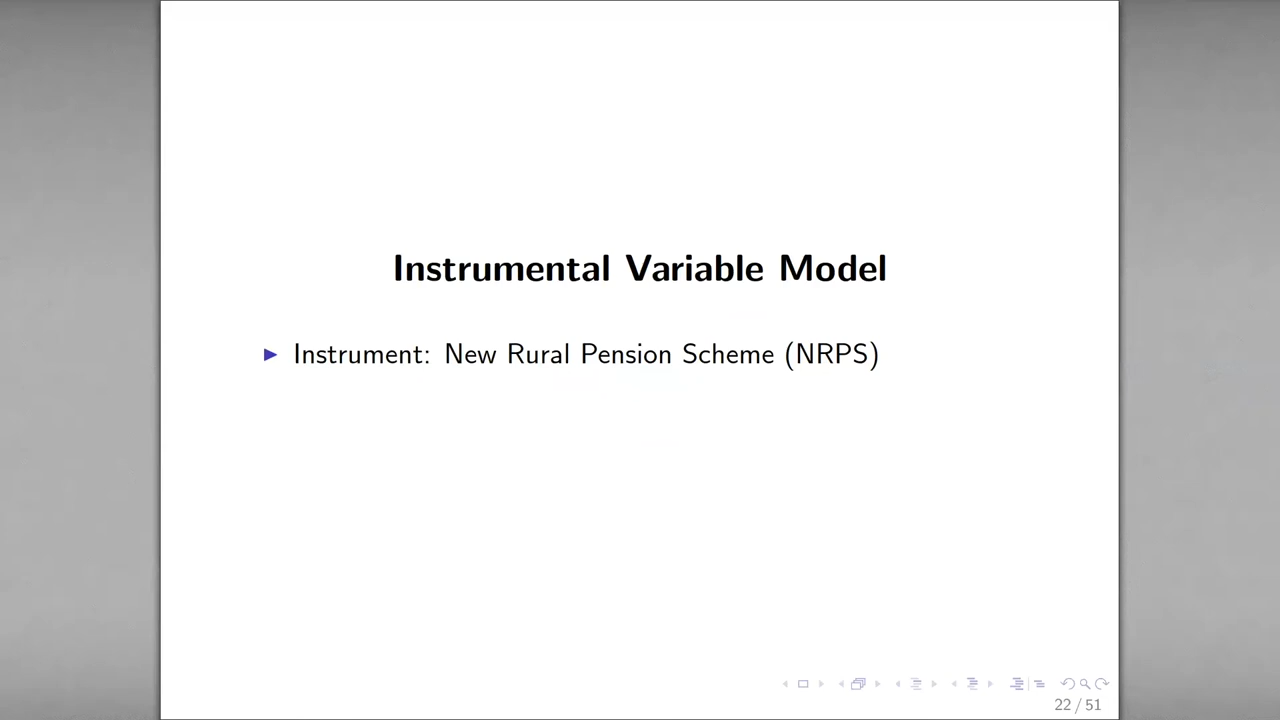 Instrumental Variable Model
▶ Instrument: New Rural Pension Scheme (NRPS)
22 / 51